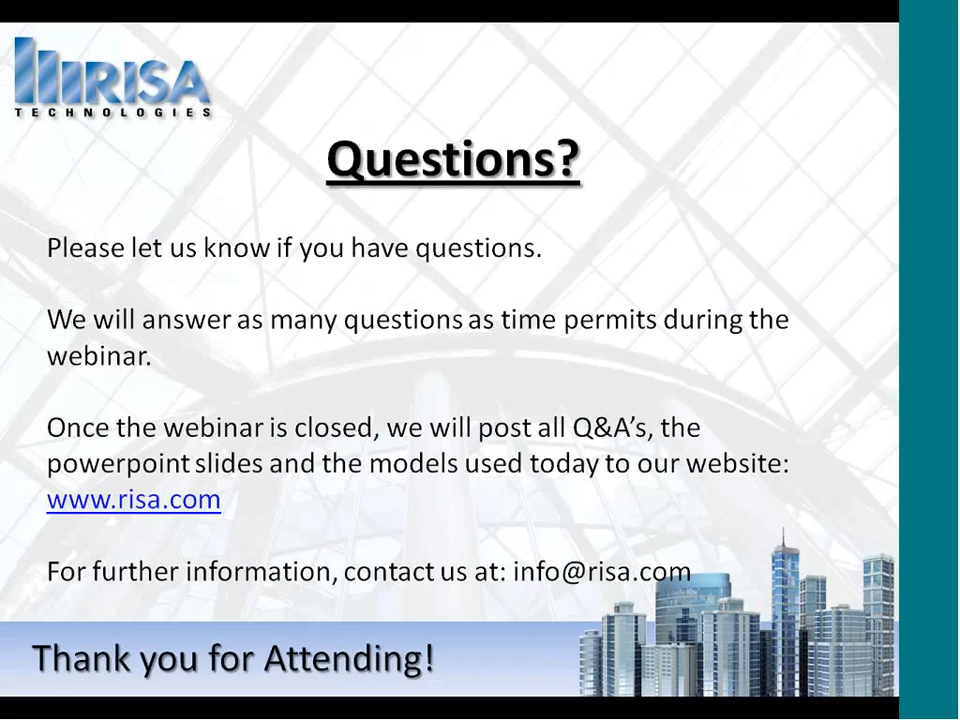 RISA
TECHNOLOGIES
Questions?
Please let us know if you have questions.
We will answer as many questions as time permits during the
webinar.
Once the webinar is closed, we will post all Q&A’s, the
powerpoint slides and the models used today to our website:
www.risa.com
For further information, contact us at: info@risa.com
Thank you for Attending!